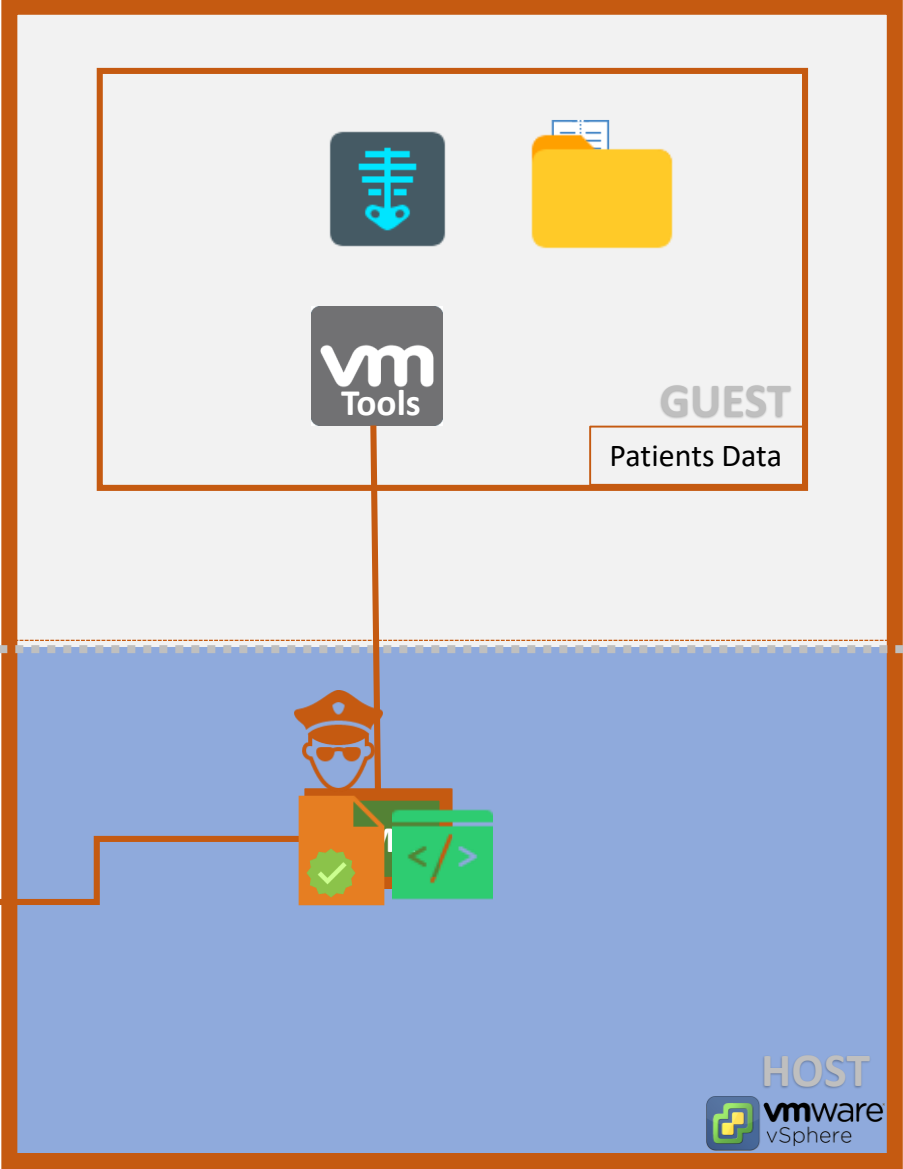 vm
Tools
GUEST
Patients Data
</>
HOST
vmware
vSphere